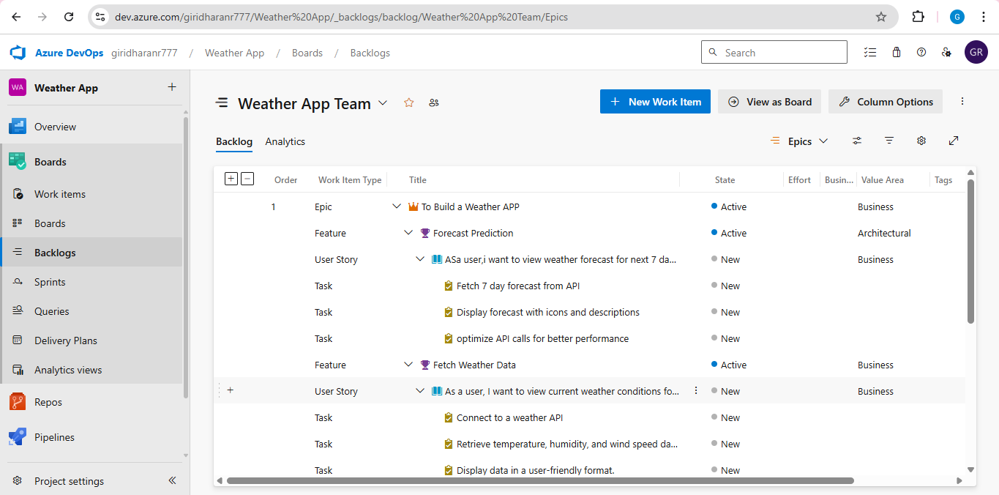 dev.azure.com/giridharanr777/Weather%20App/_backlogs/backlog/Weather%20App%20Team/Epics
G
Azure DevOps giridharanr777 / Weather App / Boards / Backlogs
Search
GR
WA Weather App
Overview
Boards
Work items
Boards
Backlogs
Sprints
Queries
Delivery Plans
Analytics views
Repos
Pipelines
Project settings
Weather App Team
New Work Item
View as Board
Column Options
Backlog Analytics
Epics
Order Work Item Type Title State Effort Busin... Value Area Tags
1 Epic To Build a Weather APP Active Business
Feature Forecast Prediction Active Architectural
User Story ASa user,i want to view weather forecast for next 7 da... New Business
Task Fetch 7 day forecast from API New
Task Display forecast with icons and descriptions New
Task optimize API calls for better performance New
Feature Fetch Weather Data Active Business
User Story As a user, I want to view current weather conditions fo... New Business
Task Connect to a weather API New
Task Retrieve temperature, humidity, and wind speed da... New
Task Display data in a user-friendly format. New